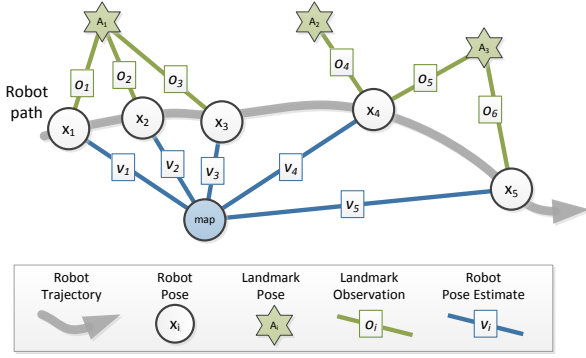 A1
A2
A3
o1
o2
o3
o4
o5
o6
Robot
path
x1
x2
x3
x4
x5
v1
v2
v3
v4
v5
map
Robot
Trajectory
Robot
Pose
xi
Landmark
Pose
Ai
Landmark
Observation
oi
Robot
Pose Estimate
vi